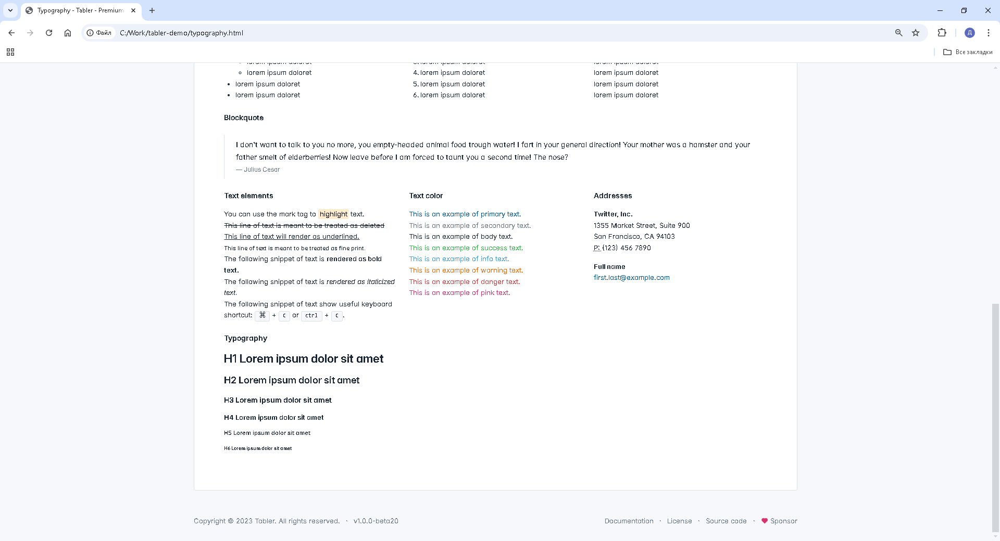 Typography - Tabler - Premium
Файл
C:/Work/tabler-demo/typography.html
Д
Все закладки
lorem ipsum doloret
3. lorem ipsum doloret
lorem ipsum doloret
lorem ipsum doloret
4. lorem ipsum doloret
lorem ipsum doloret
lorem ipsum doloret
5. lorem ipsum doloret
lorem ipsum doloret
lorem ipsum doloret
6. lorem ipsum doloret
lorem ipsum doloret
Blockquote
I don't want to talk to you no more, you empty-headed animal food trough water! I fart in your general direction! Your mother was a hamster and your
father smelt of elderberries! Now leave before I am forced to taunt you a second time! The nose?
— Julius Cesar
Text elements
You can use the mark tag to highlight text.
This line of text is meant to be treated as deleted
This line of text will render as underlined.
This line of text is meant to be treated as fine print.
The following snippet of text is rendered as bold
text.
The following snippet of text is rendered as italicized
text.
The following snippet of text show useful keyboard
shortcut: ⌘ + C or ctrl + C.
Text color
This is an example of primary text.
This is an example of secondary text.
This is an example of body text.
This is an example of success text.
This is an example of info text.
This is an example of warning text.
This is an example of danger text.
This is an example of pink text.
Addresses
Twitter, Inc.
1355 Market Street, Suite 900
San Francisco, CA 94103
P: (123) 456 7890
Full name
first.last@example.com
Typography
H1 Lorem ipsum dolor sit amet
H2 Lorem ipsum dolor sit amet
H3 Lorem ipsum dolor sit amet
H4 Lorem ipsum dolor sit amet
H5 Lorem ipsum dolor sit amet
H6 Lorem ipsum dolor sit amet
Copyright © 2023 Tabler. All rights reserved. · v1.0.0-beta20
Documentation · License · Source code · Sponsor